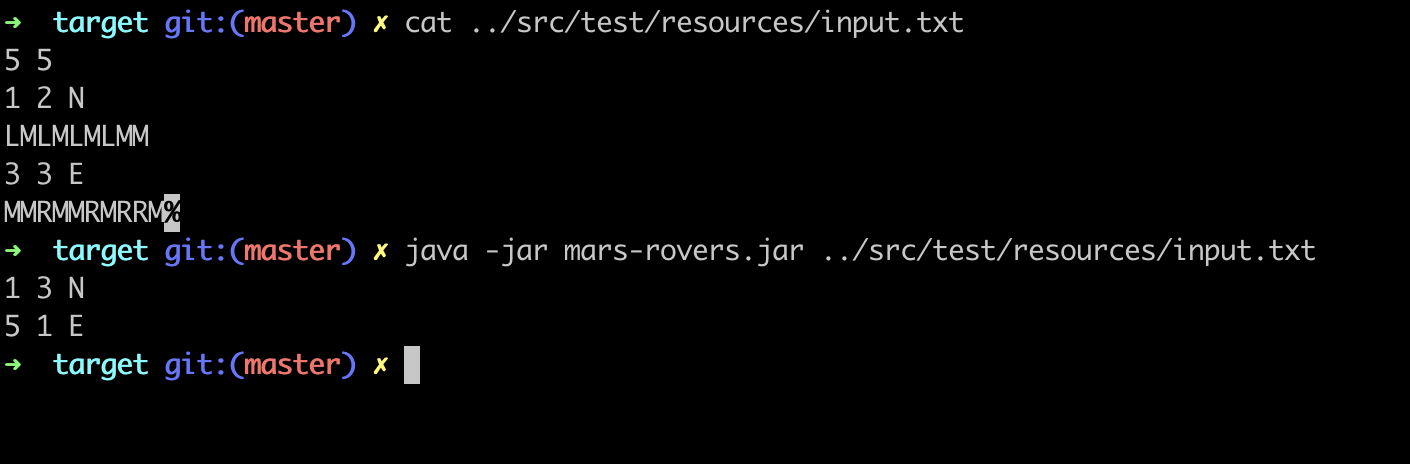 ➜  target git:(master) ✗ cat ../src/test/resources/input.txt
5 5
1 2 N
LMLMLMLMM
3 3 E
MMRMMRMRRM%
➜  target git:(master) ✗ java -jar mars-rovers.jar ../src/test/resources/input.txt
1 3 N
5 1 E
➜  target git:(master) ✗